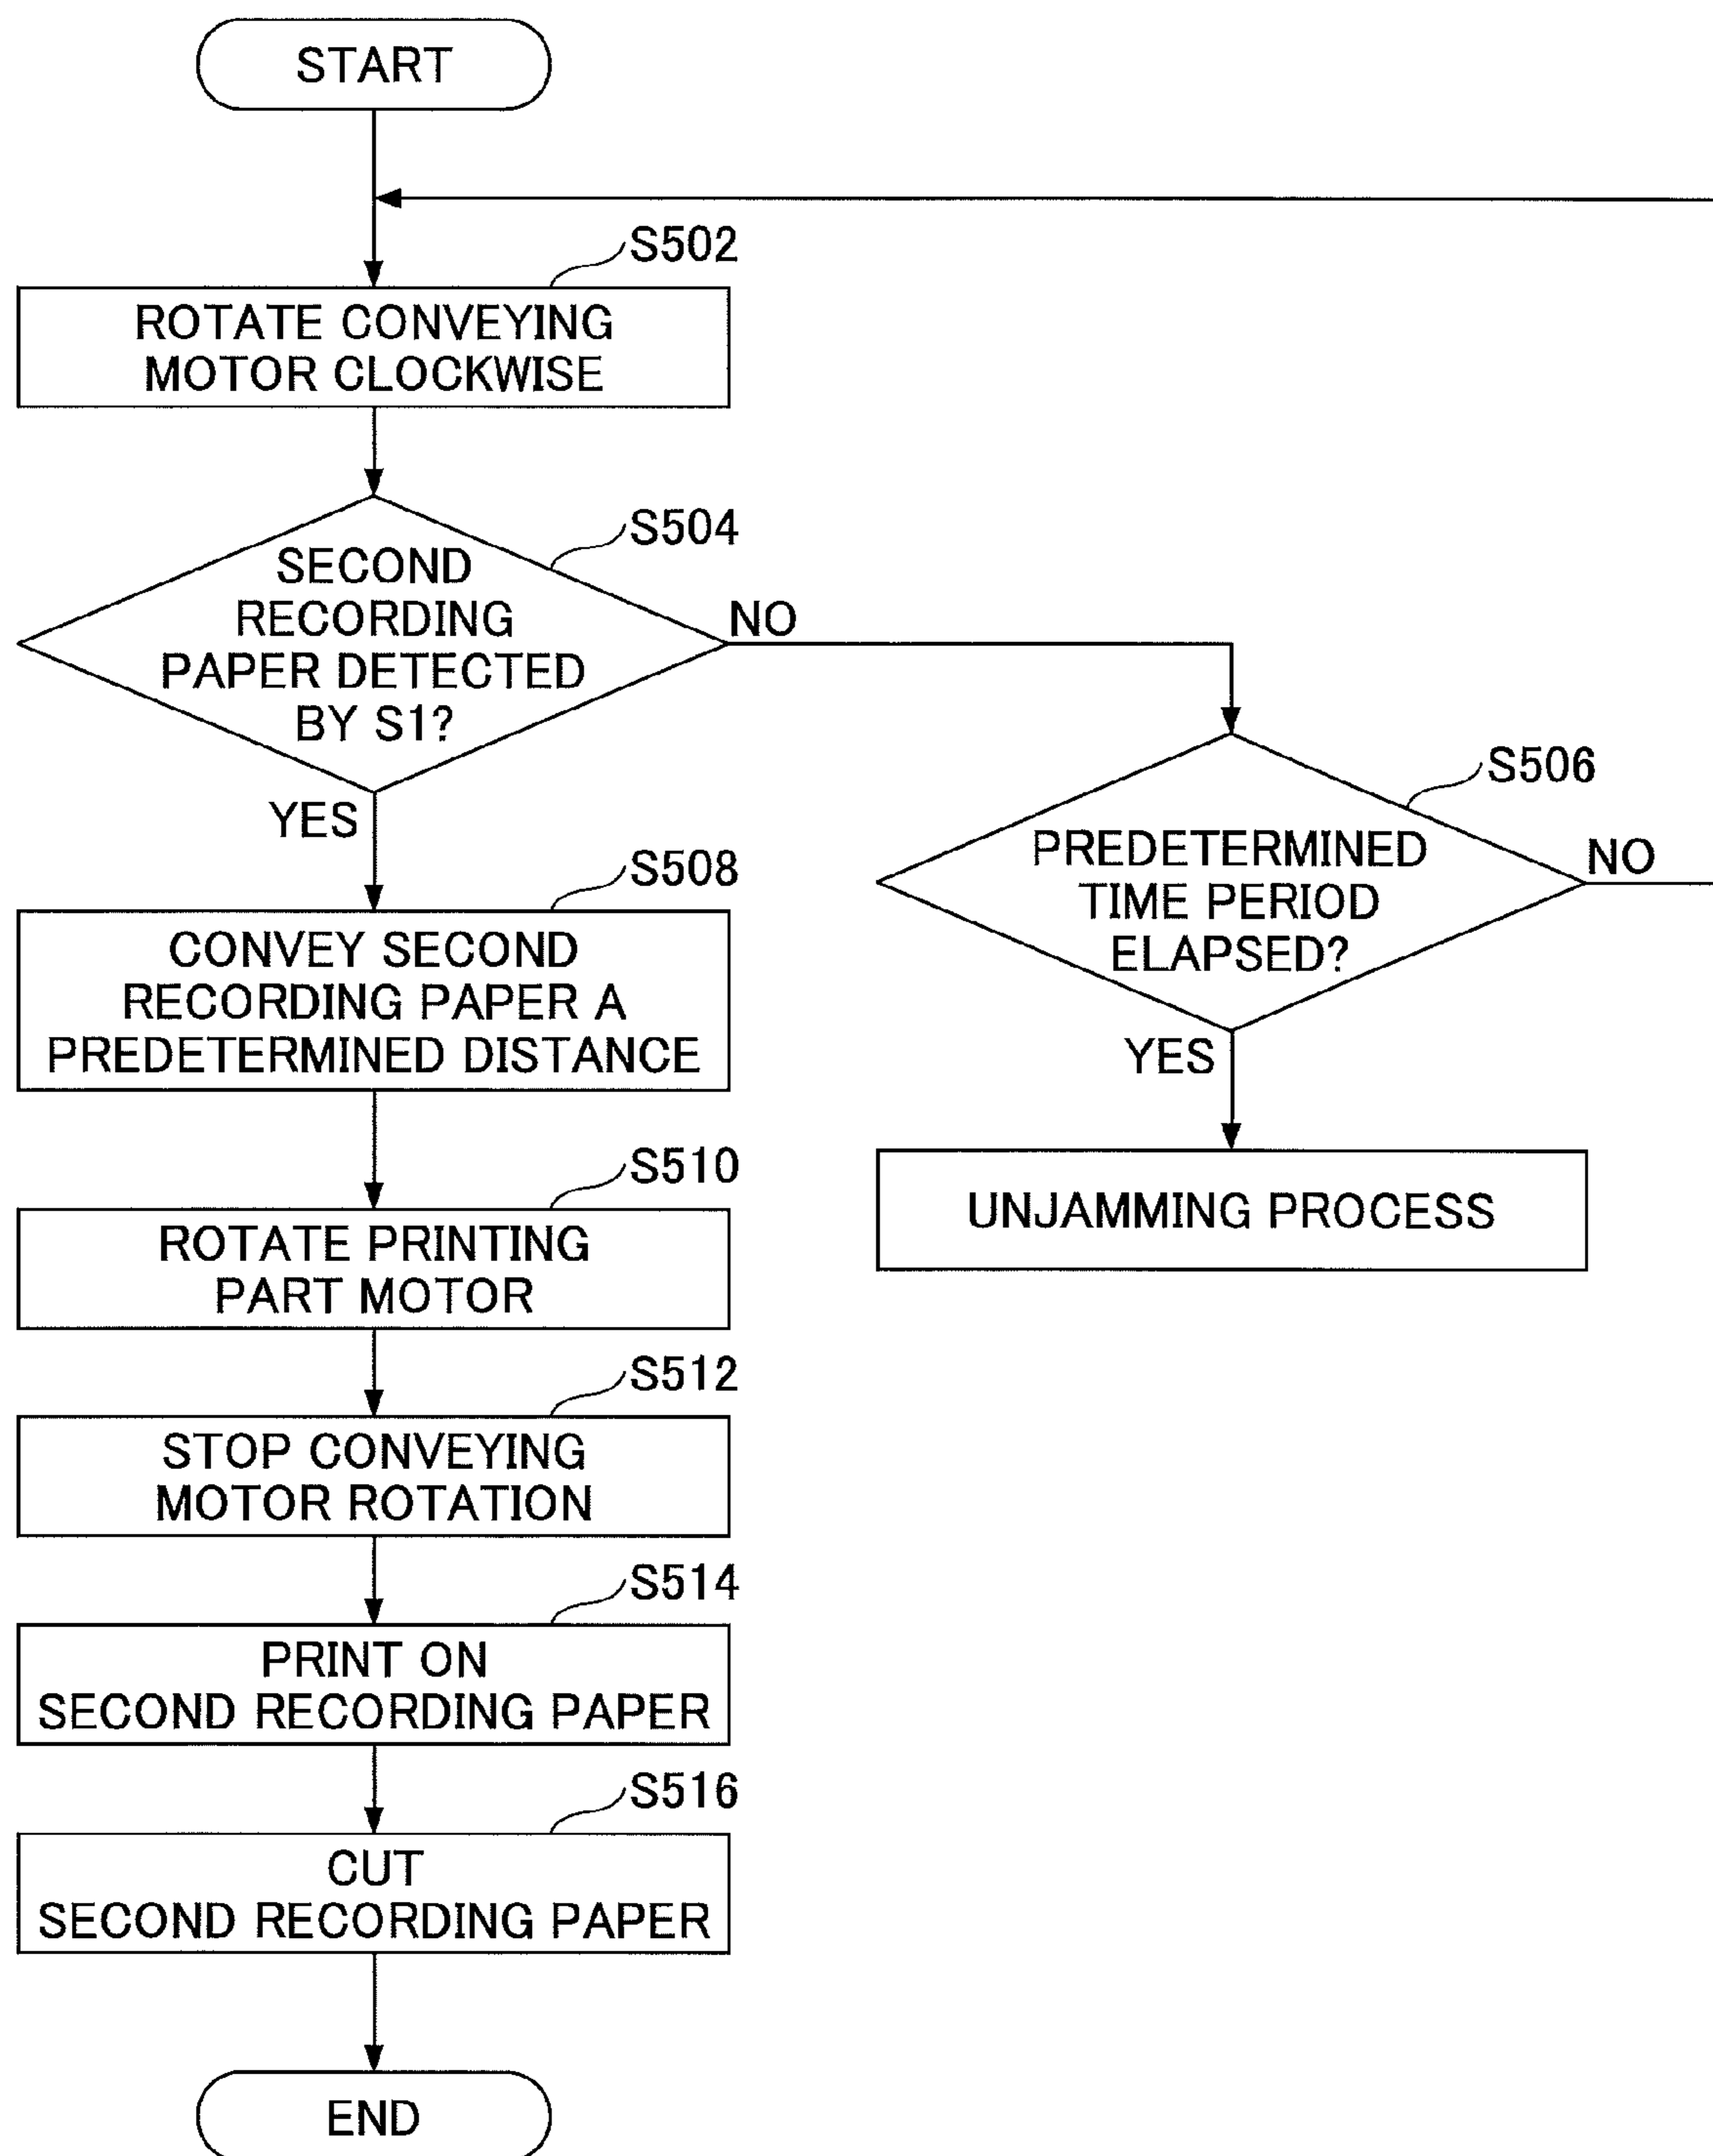 START
S502
ROTATE CONVEYING
MOTOR CLOCKWISE
S504
SECOND
RECORDING
PAPER DETECTED
BY S1?
NO
YES
S506
PREDETERMINED
TIME PERIOD
ELAPSED?
NO
YES
UNJAMMING PROCESS
S508
CONVEY SECOND
RECORDING PAPER A
PREDETERMINED DISTANCE
S510
ROTATE PRINTING
PART MOTOR
S512
STOP CONVEYING
MOTOR ROTATION
S514
PRINT ON
SECOND RECORDING PAPER
S516
CUT
SECOND RECORDING PAPER
END